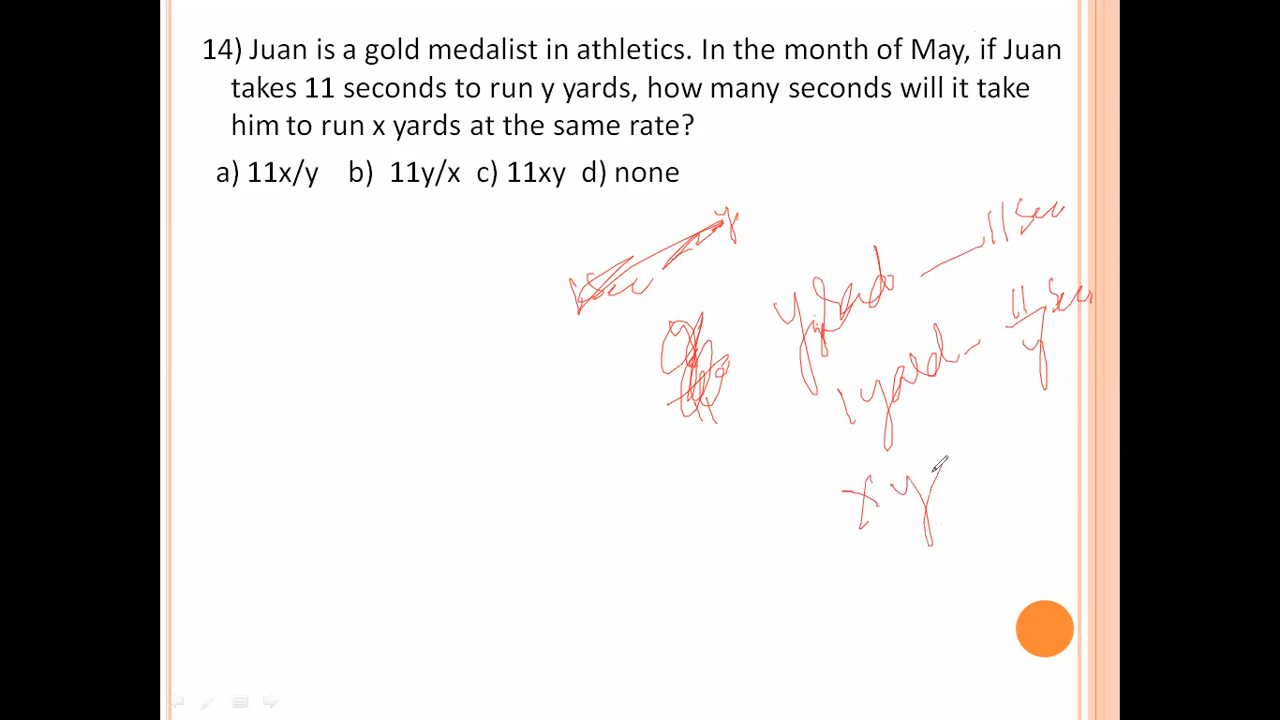 14) Juan is a gold medalist in athletics. In the month of May, if Juan
takes 11 seconds to run y yards, how many seconds will it take
him to run x yards at the same rate?
a) 11x/y b) 11y/x c) 11xy d) none
y
y yards — 11 Sec
1 yard - 11/y Sec
x y